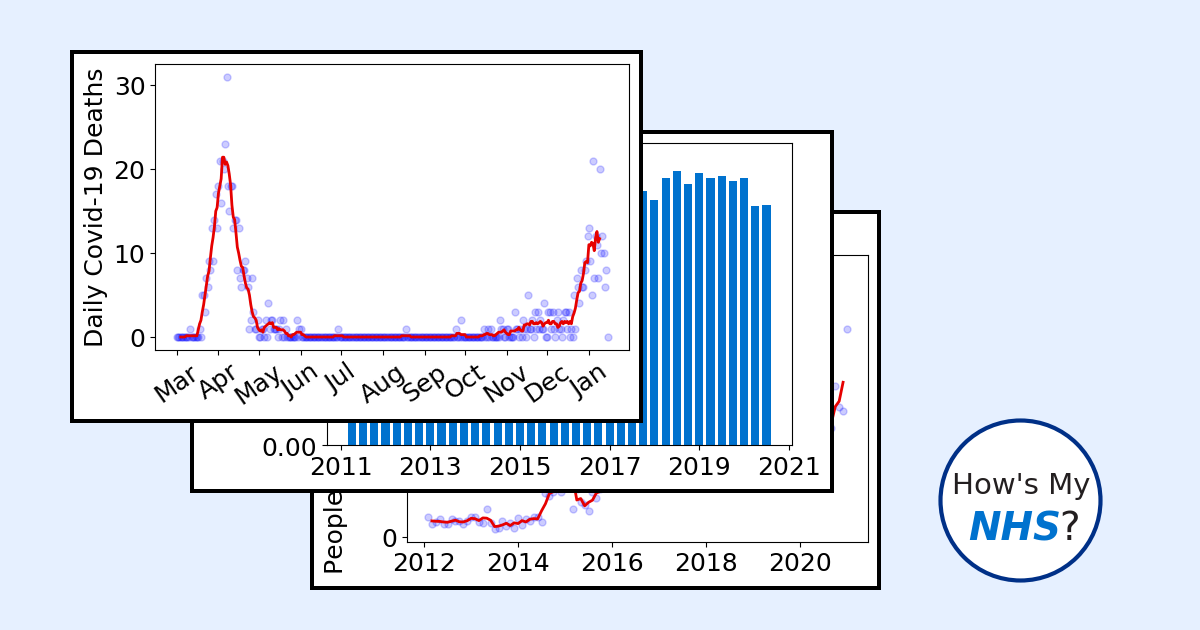 Daily Covid-19 Deaths
30
20
10
0
Mar Apr May Jun Jul Aug Sep Oct Nov Dec Jan
0.00
2011 2013 2015 2017 2019 2021
People
0
2012 2014 2016 2018 2020
How's My
NHS?